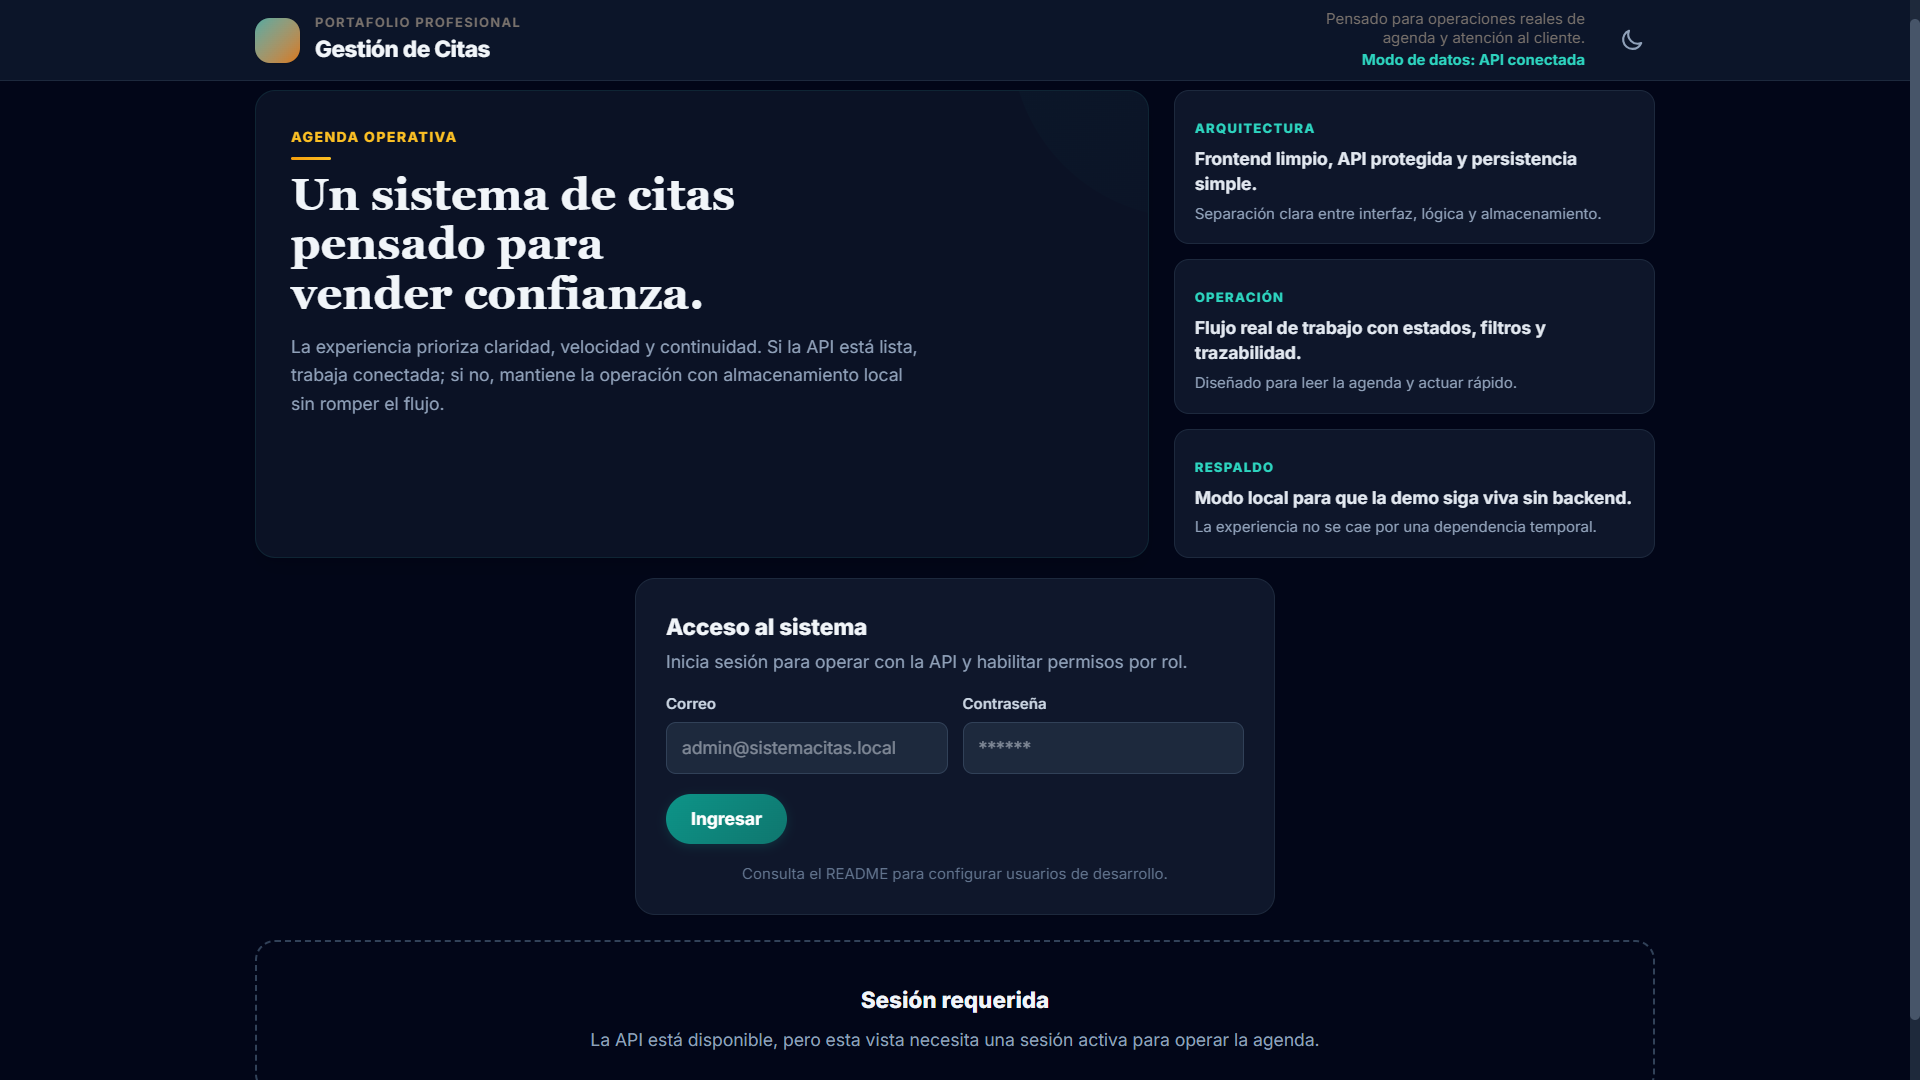 PORTAFOLIO PROFESIONAL
Gestión de Citas
Pensado para operaciones reales de
agenda y atención al cliente.
Modo de datos: API conectada
AGENDA OPERATIVA
Un sistema de citas
pensado para
vender confianza.
La experiencia prioriza claridad, velocidad y continuidad. Si la API está lista,
trabaja conectada; si no, mantiene la operación con almacenamiento local
sin romper el flujo.
ARQUITECTURA
Frontend limpio, API protegida y persistencia
simple.
Separación clara entre interfaz, lógica y almacenamiento.
OPERACIÓN
Flujo real de trabajo con estados, filtros y
trazabilidad.
Diseñado para leer la agenda y actuar rápido.
RESPALDO
Modo local para que la demo siga viva sin backend.
La experiencia no se cae por una dependencia temporal.
Acceso al sistema
Inicia sesión para operar con la API y habilitar permisos por rol.
Correo
Contraseña
admin@sistemacitas.local
******
Ingresar
Consulta el README para configurar usuarios de desarrollo.
Sesión requerida
La API está disponible, pero esta vista necesita una sesión activa para operar la agenda.